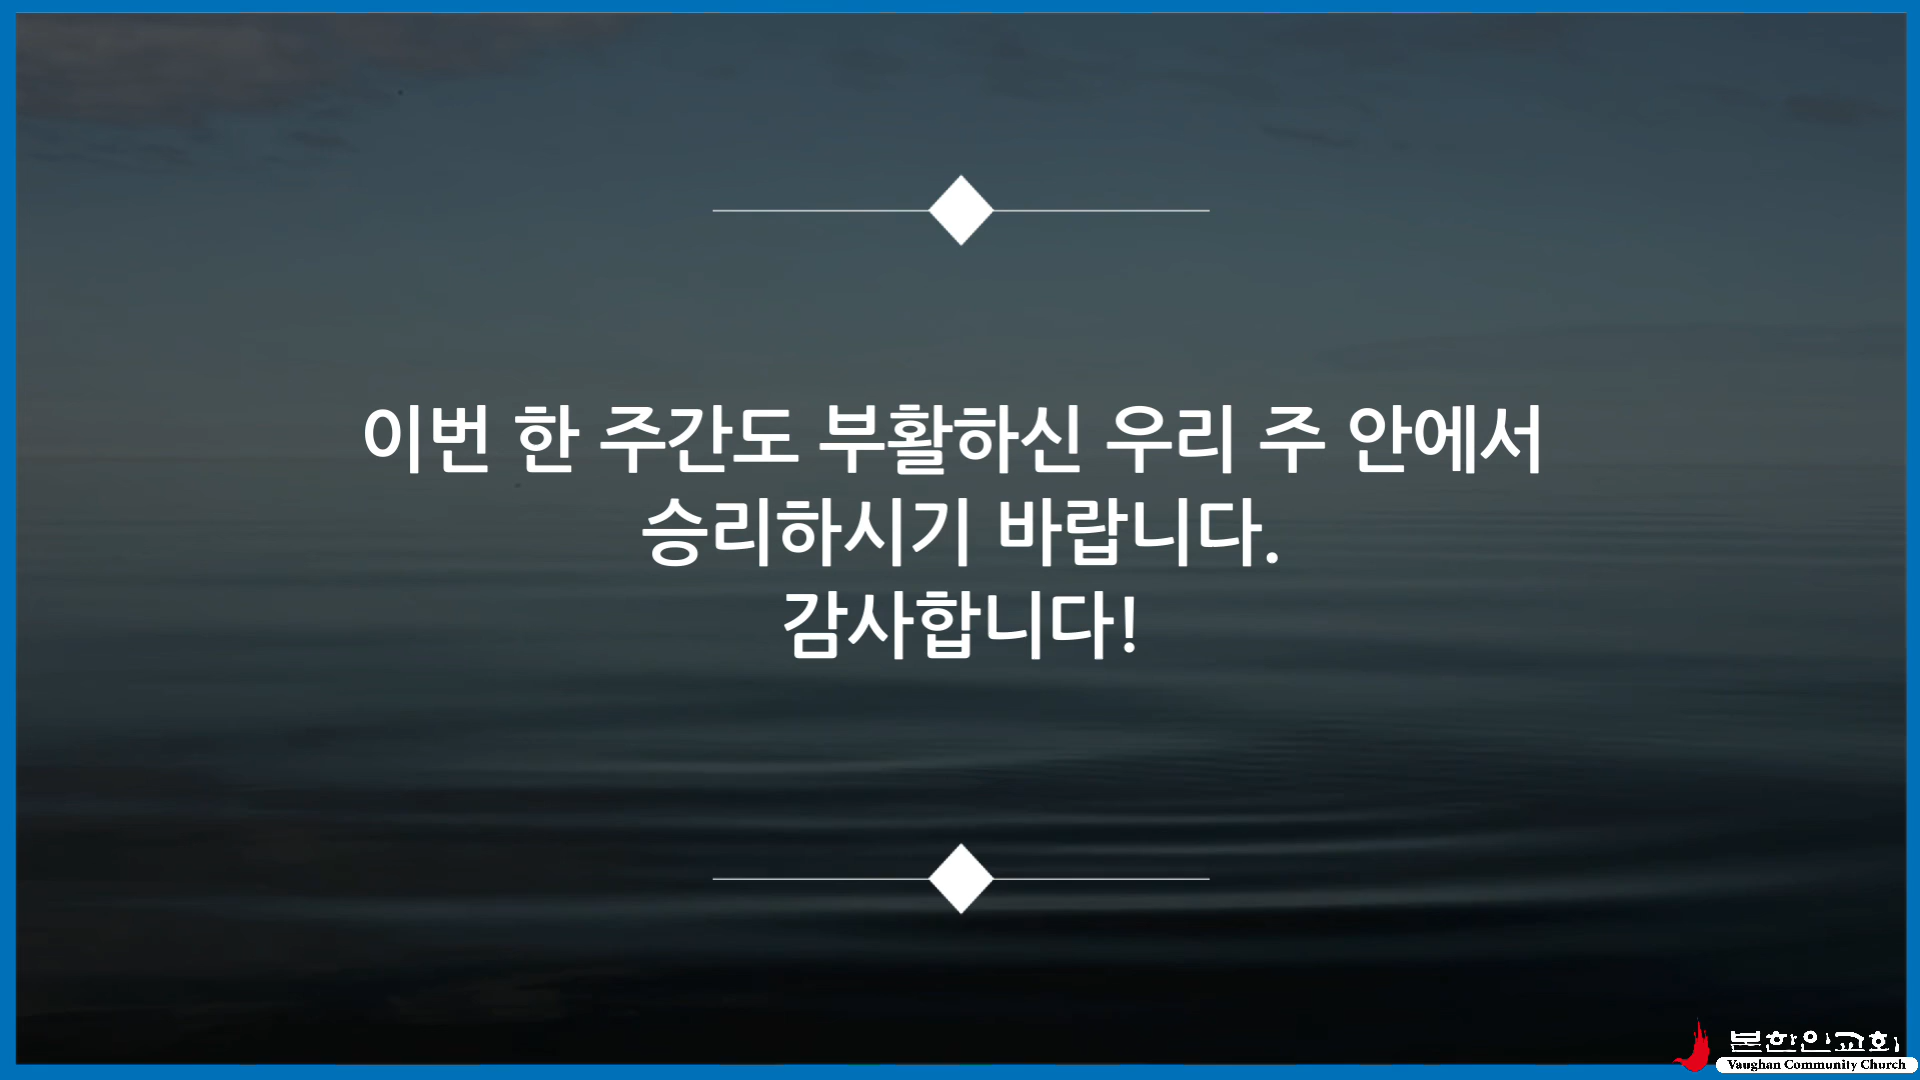 이번 한 주간도 부활하신 우리 주 안에서
승리하시기 바랍니다.
감사합니다!
본한인교회
Vaughan Community Church